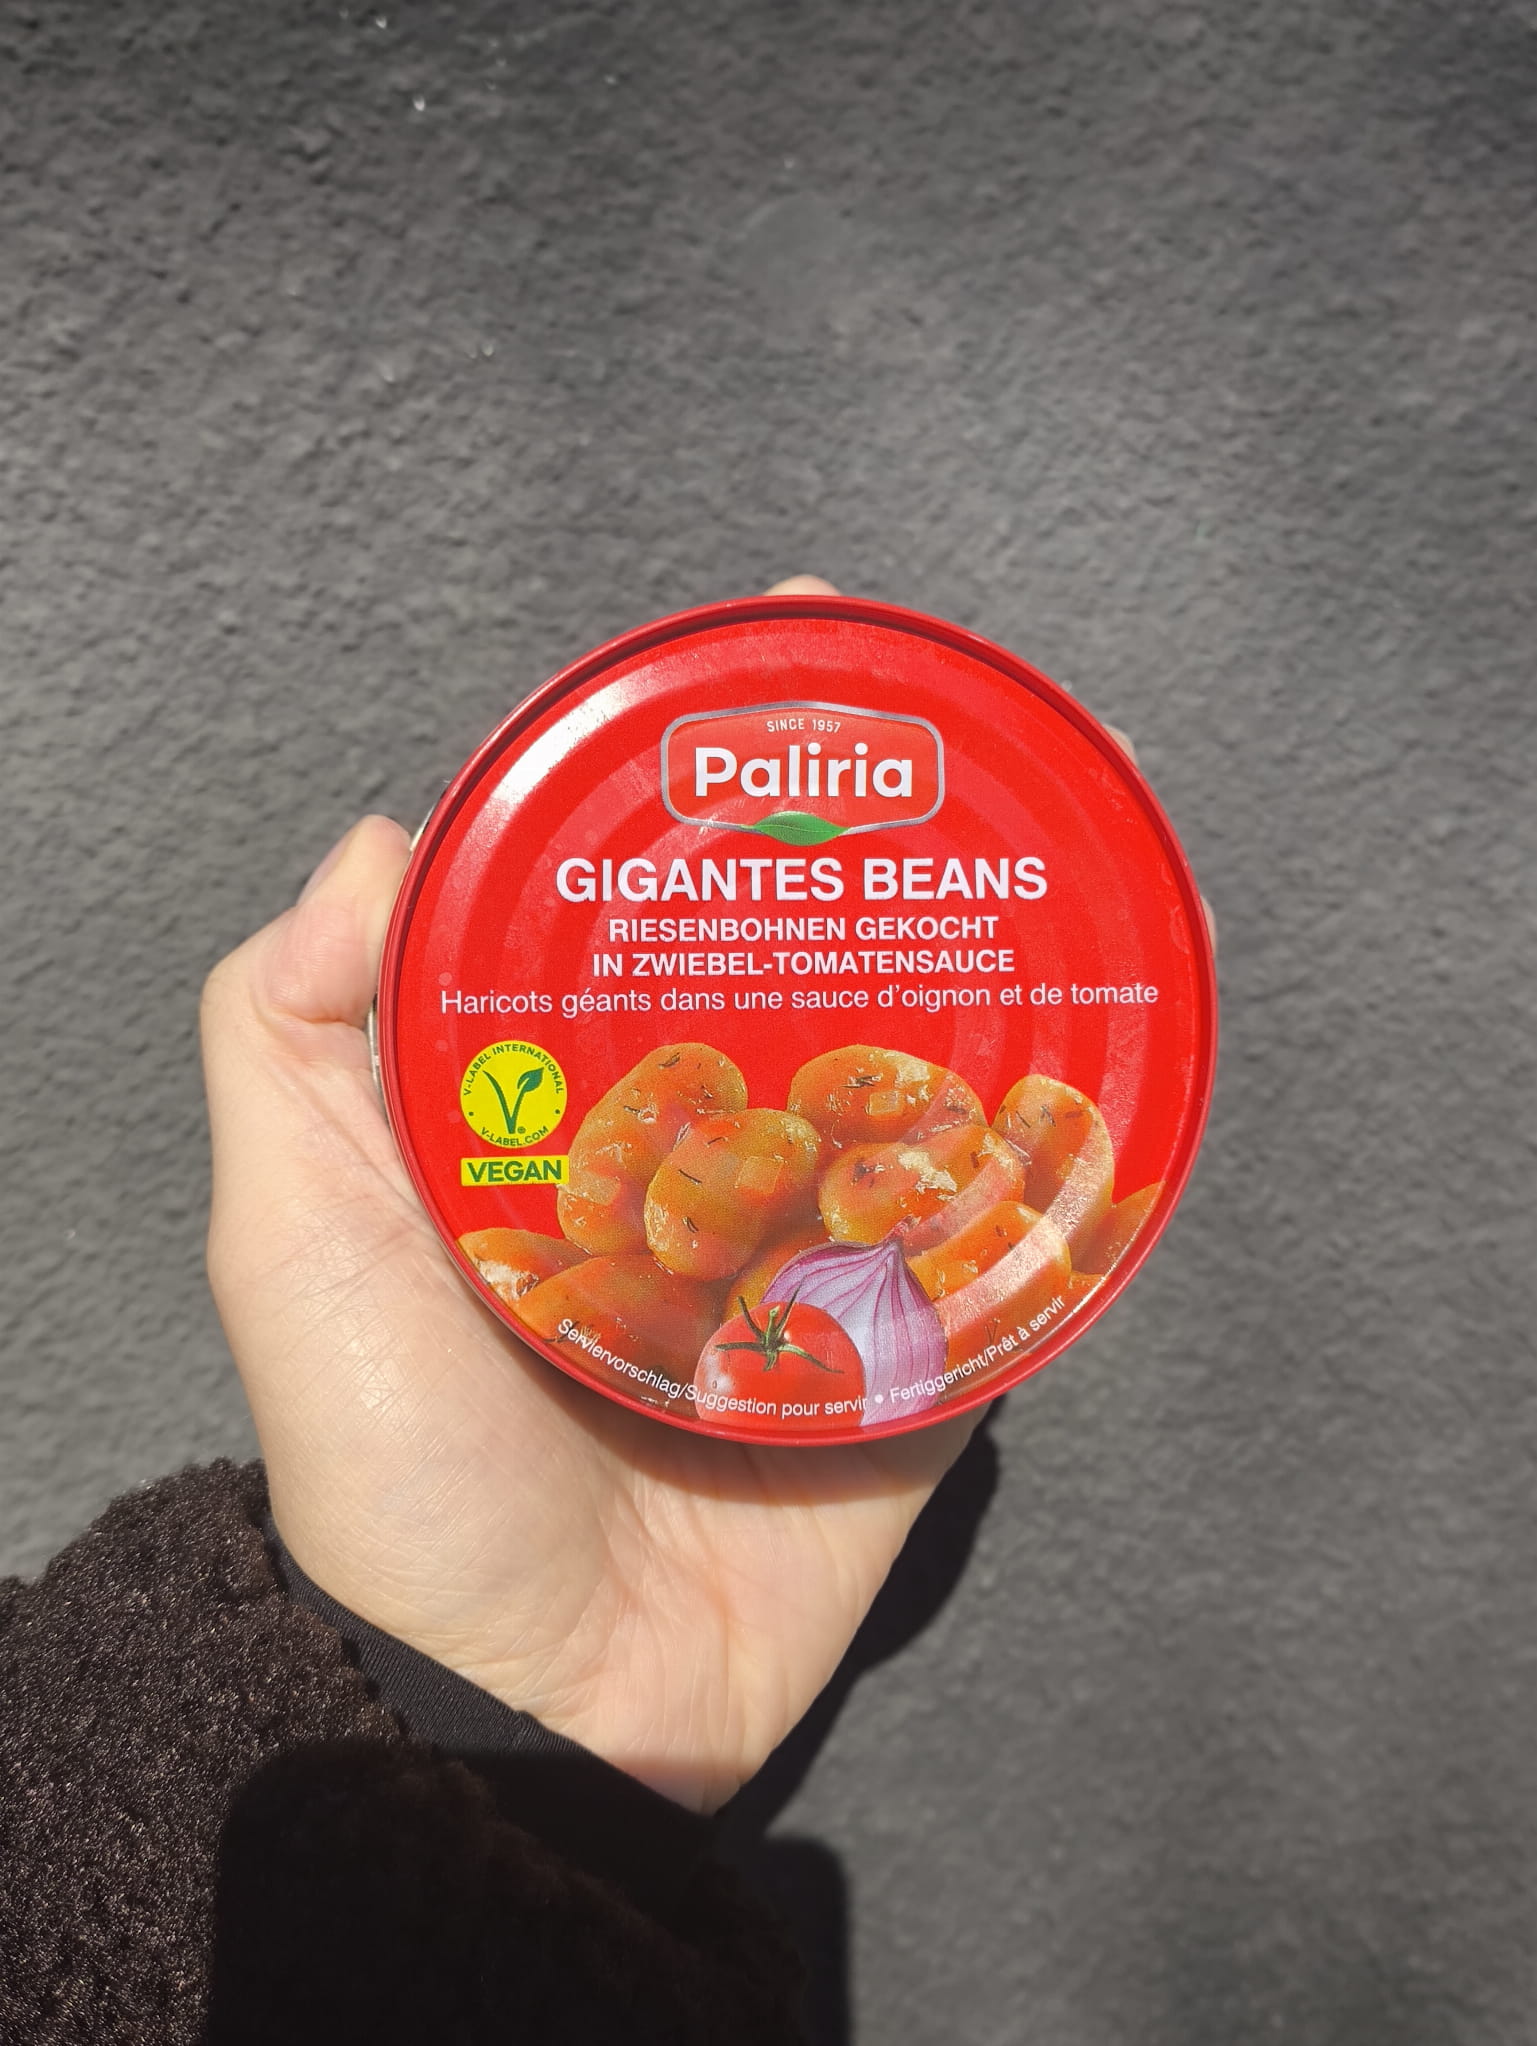 SINCE 1957
Paliria
GIGANTES BEANS
RIESENBOHNEN GEKOCHT
IN ZWIEBEL-TOMATENSAUCE
Haricots géants dans une sauce d'oignon et de tomate
V-LABEL INTERNATIONAL
V-LABEL.COM
VEGAN
Serviervorschlag/Suggestion pour servir • Fertiggericht/Prêt à servir